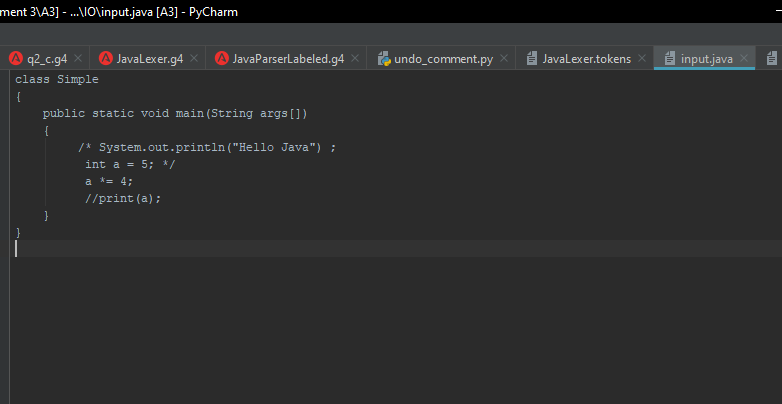 ment 3\A3] - ...\IO\input.java [A3] - PyCharm
q2_c.g4 JavaLexer.g4 JavaParserLabeled.g4 undo_comment.py JavaLexer.tokens input.java
class Simple
{
    public static void main(String args[])
    {
         /* System.out.println("Hello Java") ;
          int a = 5; */
          a *= 4;
          //print(a);
    }
}